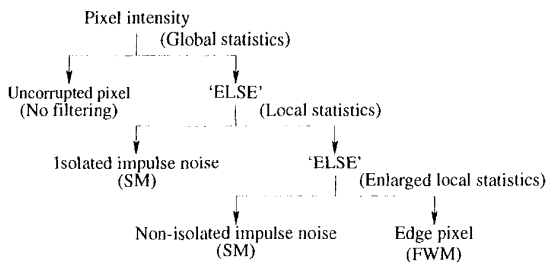 Pixel intensity
(Global statistics)
Uncorrupted pixel
(No filtering)
'ELSE'
(Local statistics)
Isolated impulse noise
(SM)
'ELSE'
(Enlarged local statistics)
Non-isolated impulse noise
(SM)
Edge pixel
(FWM)